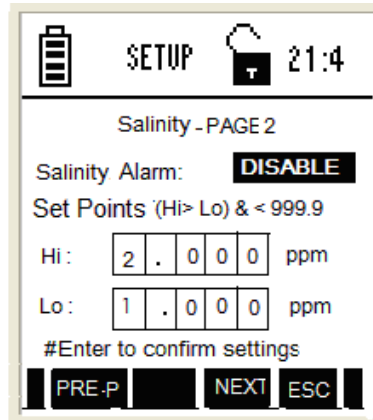 SETUP T 21:4
Salinity - PAGE 2
Salinity Alarm: DISABLE
Set Points (Hi> Lo) & < 999.9
Hi : 2 . 0 0 0 ppm
Lo : 1 . 0 0 0 ppm
#Enter to confirm settings
PRE-P NEXT ESC